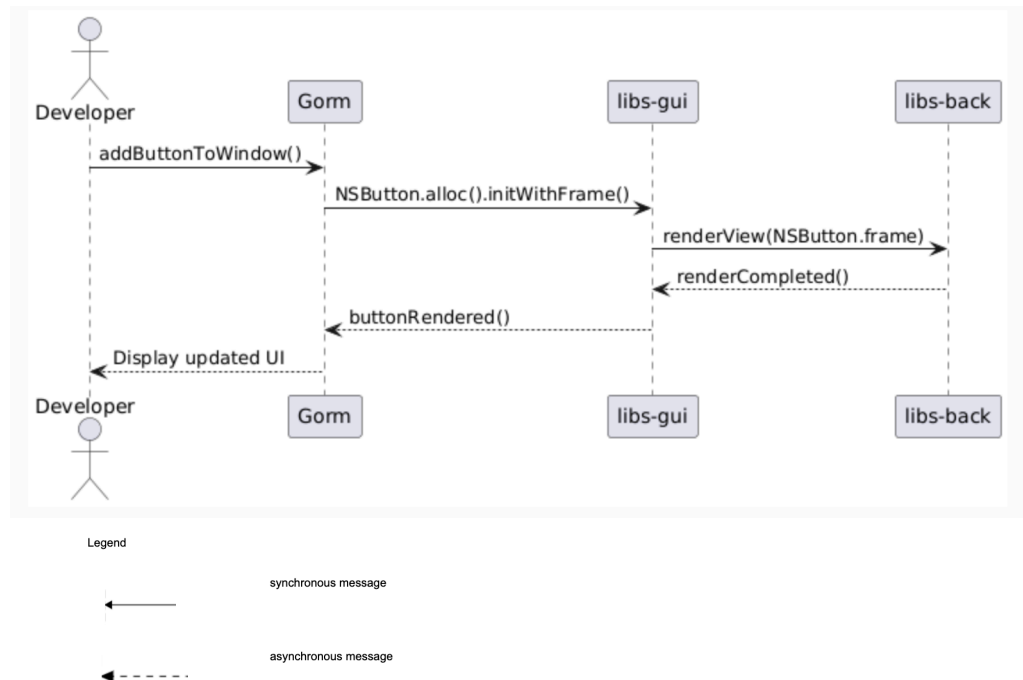 Developer
Gorm
libs-gui
libs-back
addButtonToWindow()
NSButton.alloc().initWithFrame()
renderView(NSButton.frame)
renderCompleted()
buttonRendered()
Display updated UI
Developer
Gorm
libs-gui
libs-back
Legend
synchronous message
asynchronous message